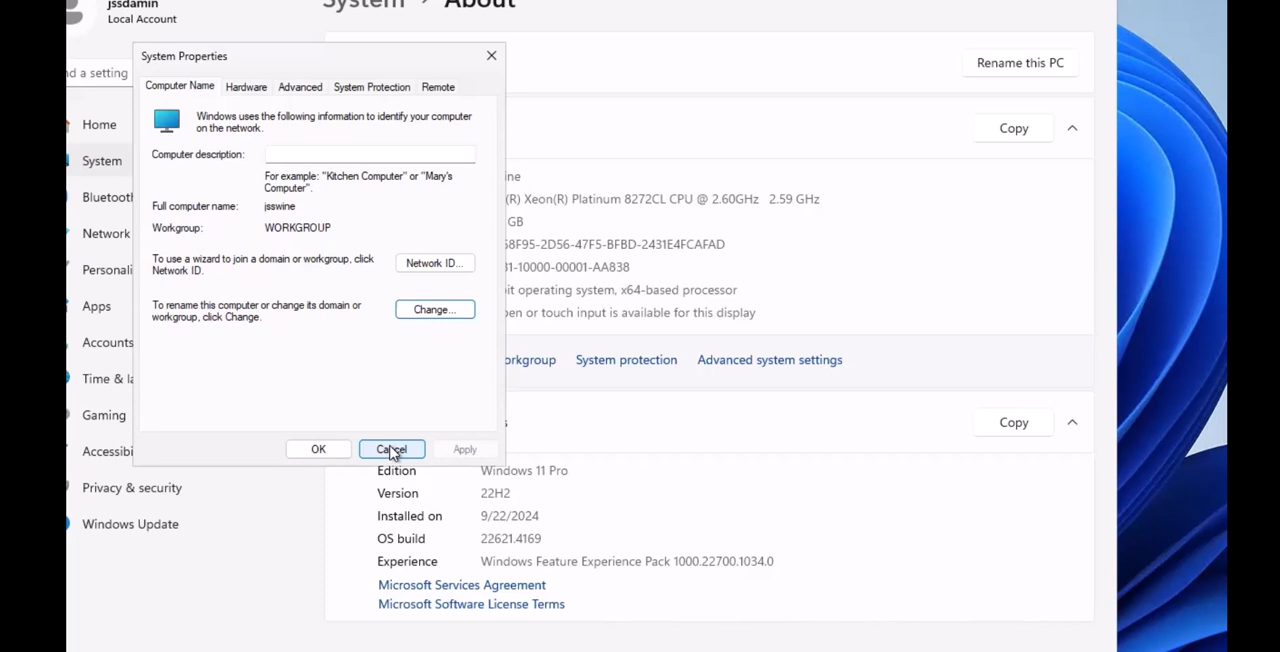 jssdamin
Local Account
System > About
System Properties
nd a setting
Rename this PC
Computer Name
Hardware
Advanced
System Protection
Remote
Windows uses the following information to identify your computer
on the network.
Computer description:
For example: "Kitchen Computer" or "Mary's
Computer".
Full computer name:
jsswine
Workgroup:
WORKGROUP
To use a wizard to join a domain or workgroup, click
Network ID.
Network ID...
To rename this computer or change its domain or
workgroup, click Change.
Change...
OK
Cancel
Apply
Home
System
Bluetooth
Network
Personali
Apps
Accounts
Time & la
Gaming
Accessibi
Privacy & security
Windows Update
Copy
ine
(R) Xeon(R) Platinum 8272CL CPU @ 2.60GHz 2.59 GHz
GB
58F95-2D56-47F5-BFBD-2431E4FCAFAD
31-10000-00001-AA838
it operating system, x64-based processor
pen or touch input is available for this display
orkgroup
System protection
Advanced system settings
s
Copy
Edition
Windows 11 Pro
Version
22H2
Installed on
9/22/2024
OS build
22621.4169
Experience
Windows Feature Experience Pack 1000.22700.1034.0
Microsoft Services Agreement
Microsoft Software License Terms